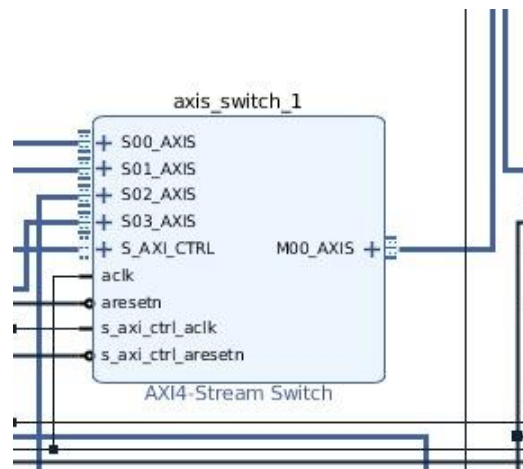 axis_switch_1
S00_AXIS
S01_AXIS
S02_AXIS
S03_AXIS
S_AXI_CTRL M00_AXIS
aclk
aresetn
s_axi_ctrl_aclk
s_axi_ctrl_aresetn
AXI4-Stream Switch